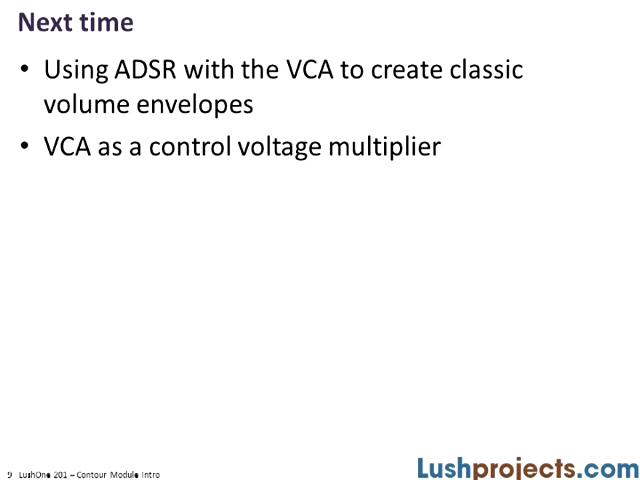 Next time
• Using ADSR with the VCA to create classic
volume envelopes
• VCA as a control voltage multiplier
9 LushOne 201 – Contour Module Intro
Lushprojects.com